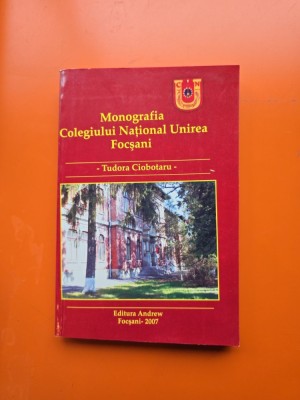 C N
U
Monografia
Colegiului Național Unirea
Focșani
- Tudora Ciobotaru -
Editura Andrew
Focșani- 2007